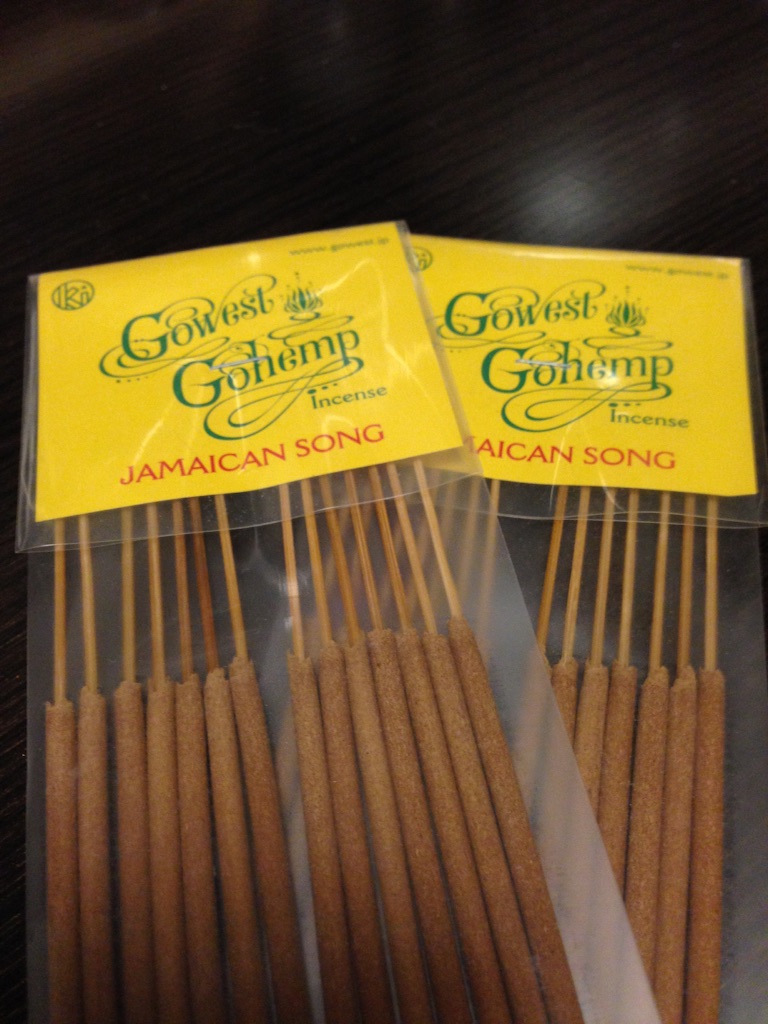 www.gowest.jp
Gowest
Gohemp
Incense
JAMAICAN SONG
www.gowest.jp
Gowest
Gohemp
Incense
AICAN SONG